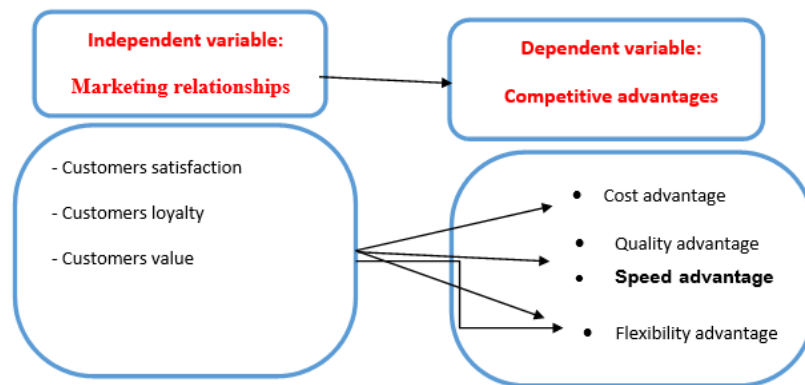 Independent variable:
Marketing relationships
Dependent variable:
Competitive advantages
- Customers satisfaction
- Customers loyalty
- Customers value
• Cost advantage
• Quality advantage
• Speed advantage
• Flexibility advantage